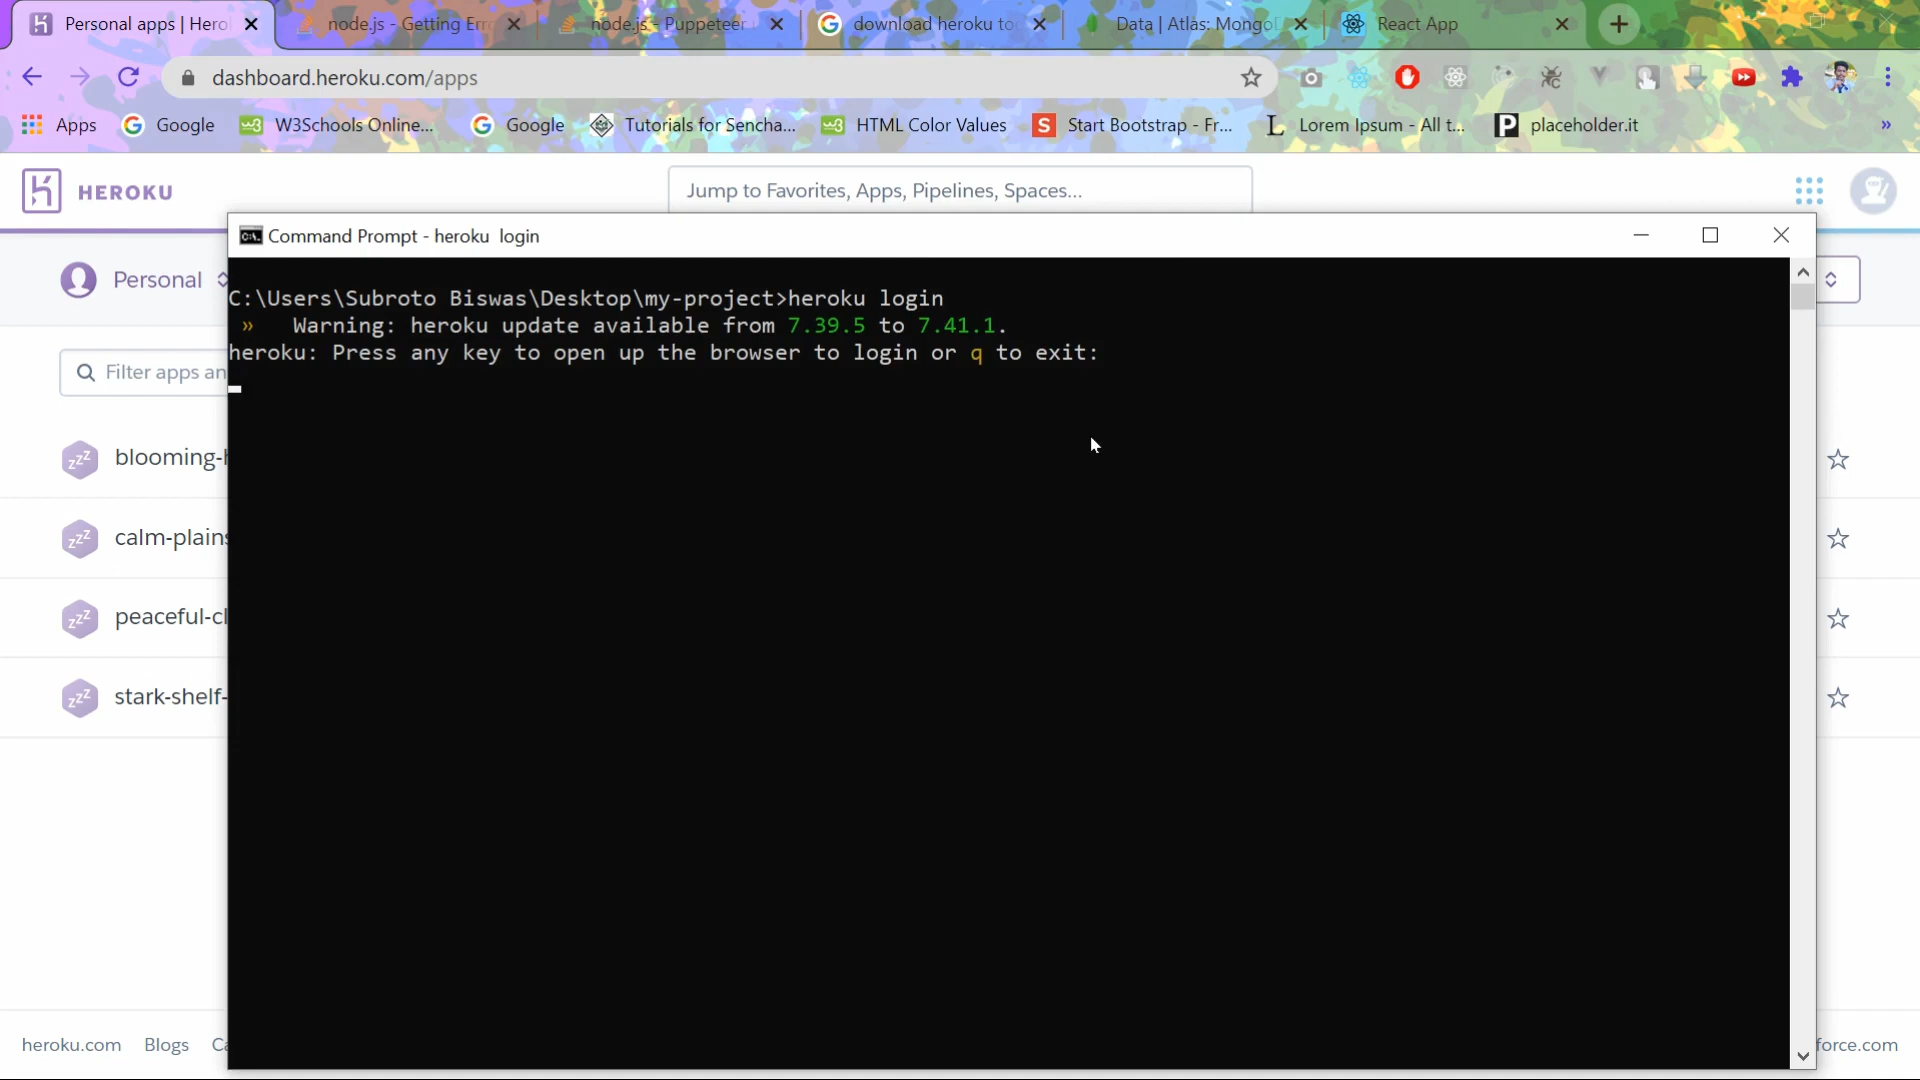 Personal apps | Hero
node.js - Getting Erro
node.js - Puppeteer
download heroku to
Data | Atlas: MongoD
React App
dashboard.heroku.com/apps
Apps
Google
W3Schools Online...
Google
Tutorials for Sencha...
HTML Color Values
Start Bootstrap - Fr...
Lorem Ipsum - All t...
placeholder.it
»
HEROKU
Jump to Favorites, Apps, Pipelines, Spaces...
Command Prompt - heroku login
Personal
C:\Users\Subroto Biswas\Desktop\my-project>heroku login
» Warning: heroku update available from 7.39.5 to 7.41.1.
heroku: Press any key to open up the browser to login or q to exit:
Filter apps an
blooming-h
calm-plains
peaceful-cl
stark-shelf-
heroku.com
Blogs
Ca
force.com